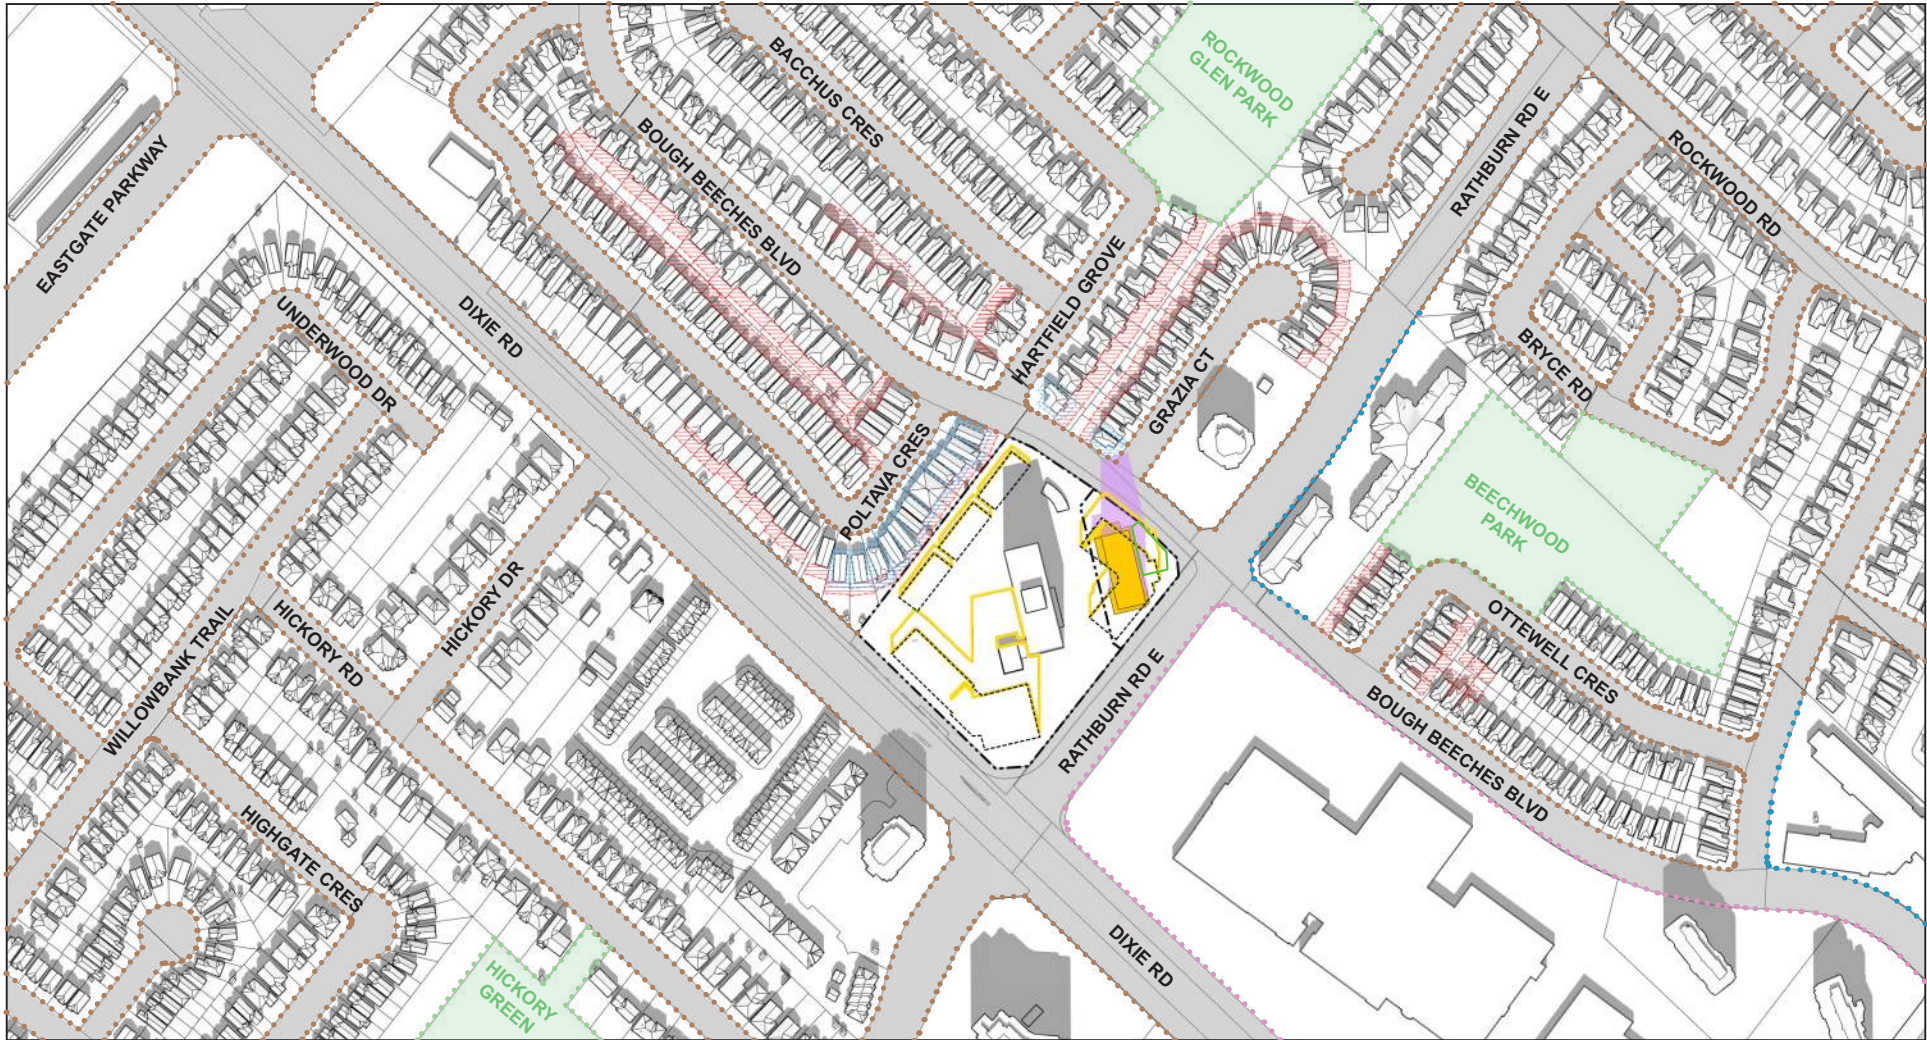 BACCHUS CRES
ROCKWOOD
GLEN PARK
BOUGH BEECHES BLVD
EASTGATE PARKWAY
RATHBURN RD E
ROCKWOOD RD
UNDERWOOD DR
DIXIE RD
HARTFIELD GROVE
GRAZIA CT
BRYCE RD
POLTAVA CRES
BEECHWOOD
PARK
HICKORY DR
HICKORY RD
WILLOWBANK TRAIL
OTTEWELL CRES
RATHBURN RD E
BOUGH BEECHES BLVD
HIGHGATE CRES
DIXIE RD
HICKORY
GREEN